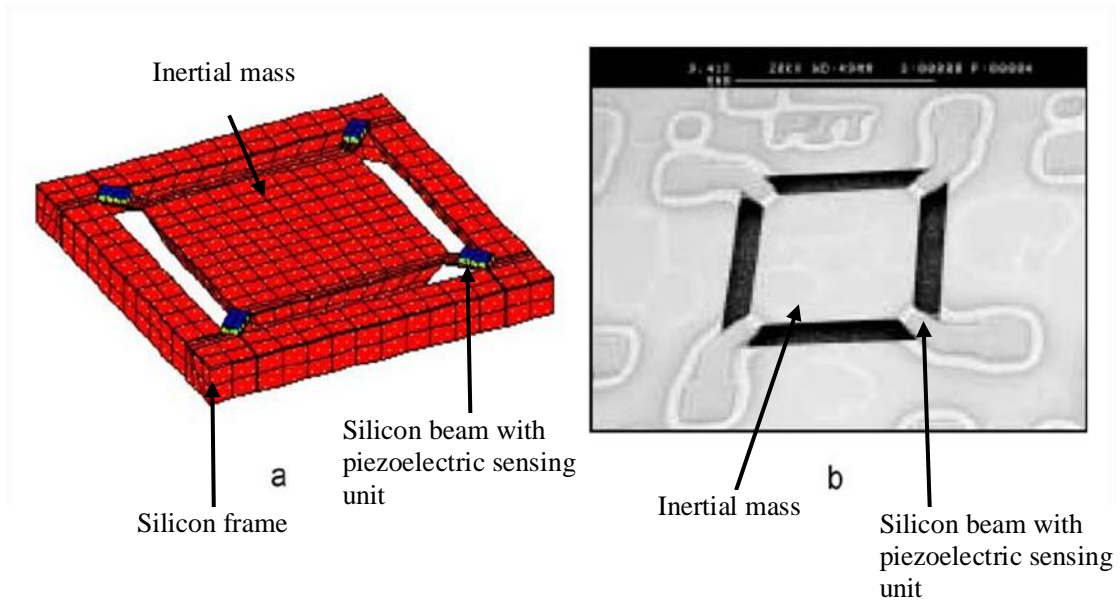 Inertial mass
Silicon beam with
piezoelectric sensing
unit
a
Silicon frame
b
Inertial mass
Silicon beam with
piezoelectric sensing
unit